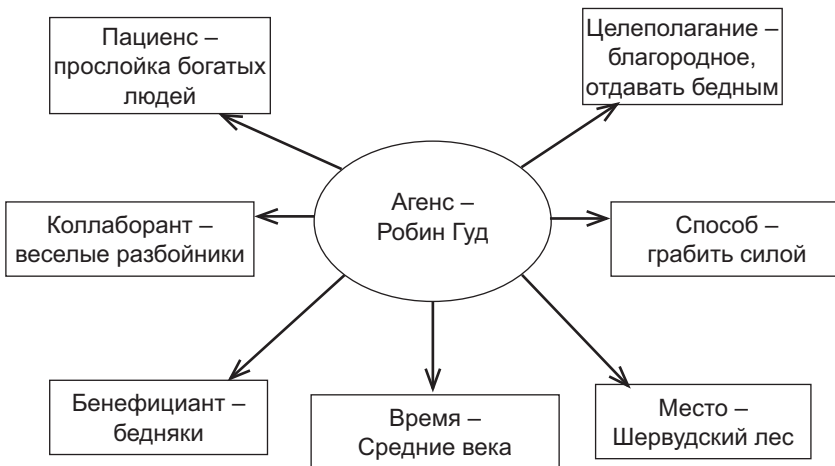 Пациенс –
прослойка богатых
людей
Целеполагание –
благородное,
отдавать бедным
Агенс –
Робин Гуд
Коллаборант –
веселые разбойники
Способ –
грабить силой
Бенефициант –
бедняки
Время –
Средние века
Место –
Шервудский лес